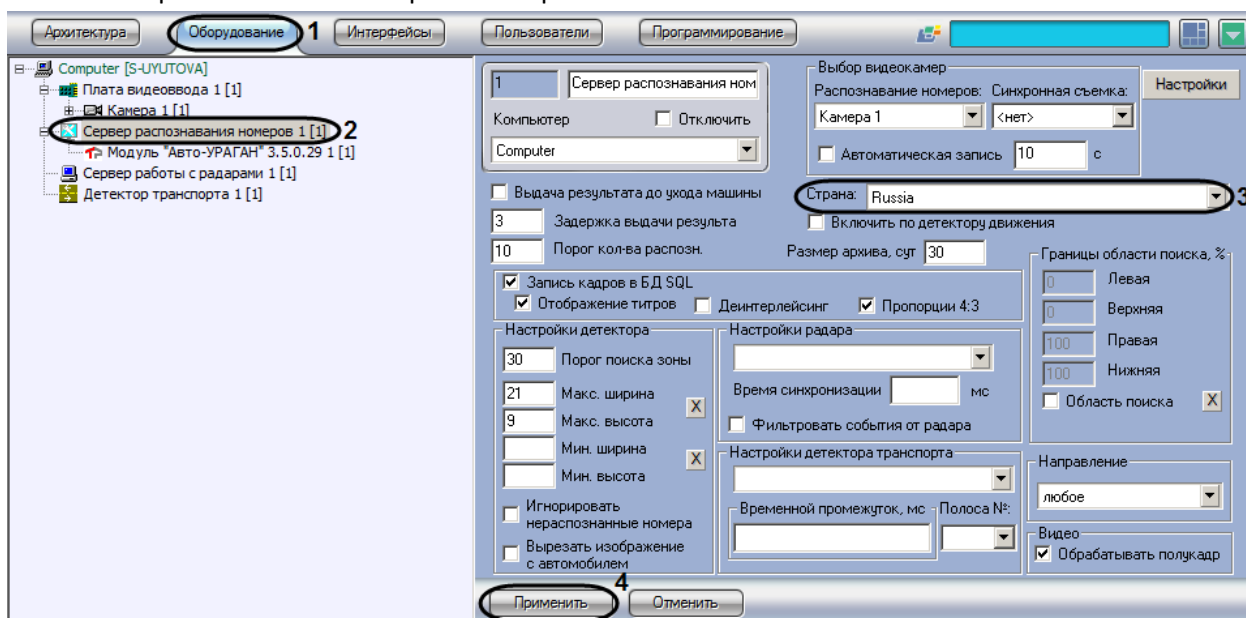 Архитектура Оборудование 1 Интерфейсы Пользователи Программирование
Computer [S-UYUTOVA]
Плата видеоввода 1 [1]
Камера 1 [1]
Сервер распознавания номеров 1 [1] 2
Модуль "Авто-УРАГАН" 3.5.0.29 1 [1]
Сервер работы с радарами 1 [1]
Детектор транспорта 1 [1]
1 Сервер распознавания ном
Компьютер Отключить
Computer
Выбор видеокамер
Распознавание номеров: Синхронная съемка:
Камера 1 <нет>
Автоматическая запись 10 с
Настройки
Выдача результата до ухода машины
Страна: Russia 3
3 Задержка выдачи результа
Включить по детектору движения
10 Порог кол-ва распозн.
Размер архива, сут 30
Запись кадров в БД SQL
Отображение титров Деинтерлейсинг Пропорции 4:3
Границы области поиска, %
0 Левая
0 Верхняя
100 Правая
100 Нижняя
Область поиска X
Настройки детектора
30 Порог поиска зоны
21 Макс. ширина
X
9 Макс. высота
Мин. ширина
X
Мин. высота
Игнорировать
нераспознанные номера
Вырезать изображение
с автомобилем
Настройки радара
Время синхронизации мс
Фильтровать события от радара
Настройки детектора транспорта
Временной промежуток, мс Полоса №:
Направление
любое
Видео
Обрабатывать полукадр
4
Применить Отменить